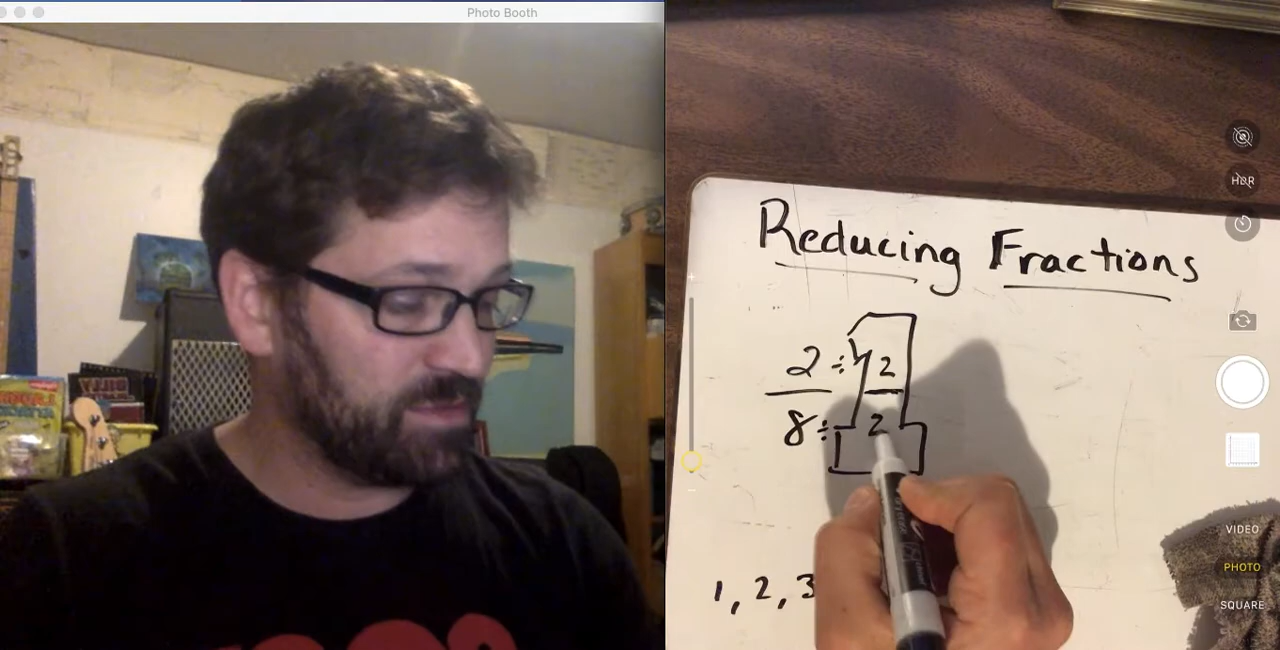 Photo Booth
HDR
Reducing Fractions
2 ÷ 2
8 ÷ 2
1, 2, 3
VIDEO
PHOTO
SQUARE